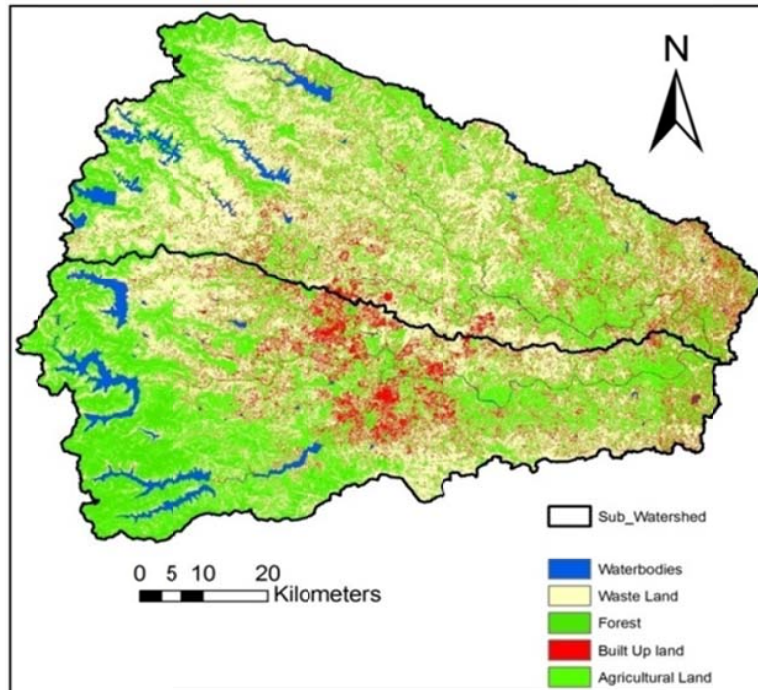 N
Sub_Watershed
Waterbodies
Waste Land
Forest
Built Up land
Agricultural Land
0 5 10 20
Kilometers